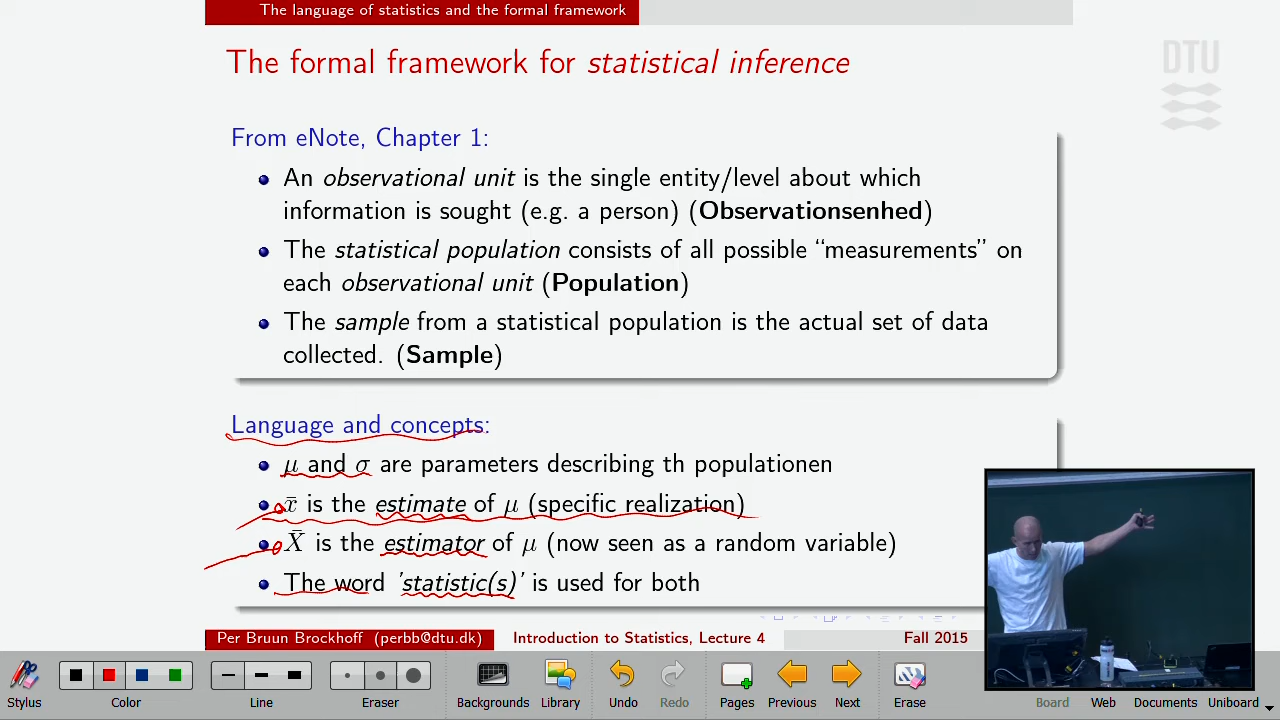 The language of statistics and the formal framework
The formal framework for statistical inference
DTU
From eNote, Chapter 1:
An observational unit is the single entity/level about which
information is sought (e.g. a person) (Observationsenhed)
The statistical population consists of all possible “measurements” on
each observational unit (Population)
The sample from a statistical population is the actual set of data
collected. (Sample)
Language and concepts:
μ and σ are parameters describing th populationen
x̄ is the estimate of μ (specific realization)
X̄ is the estimator of μ (now seen as a random variable)
The word 'statistic(s)' is used for both
Per Bruun Brockhoff (perbb@dtu.dk) Introduction to Statistics, Lecture 4 Fall 2015
Stylus Color Line Eraser Backgrounds Library Undo Redo Pages Previous Next Erase Board Web Documents Uniboard